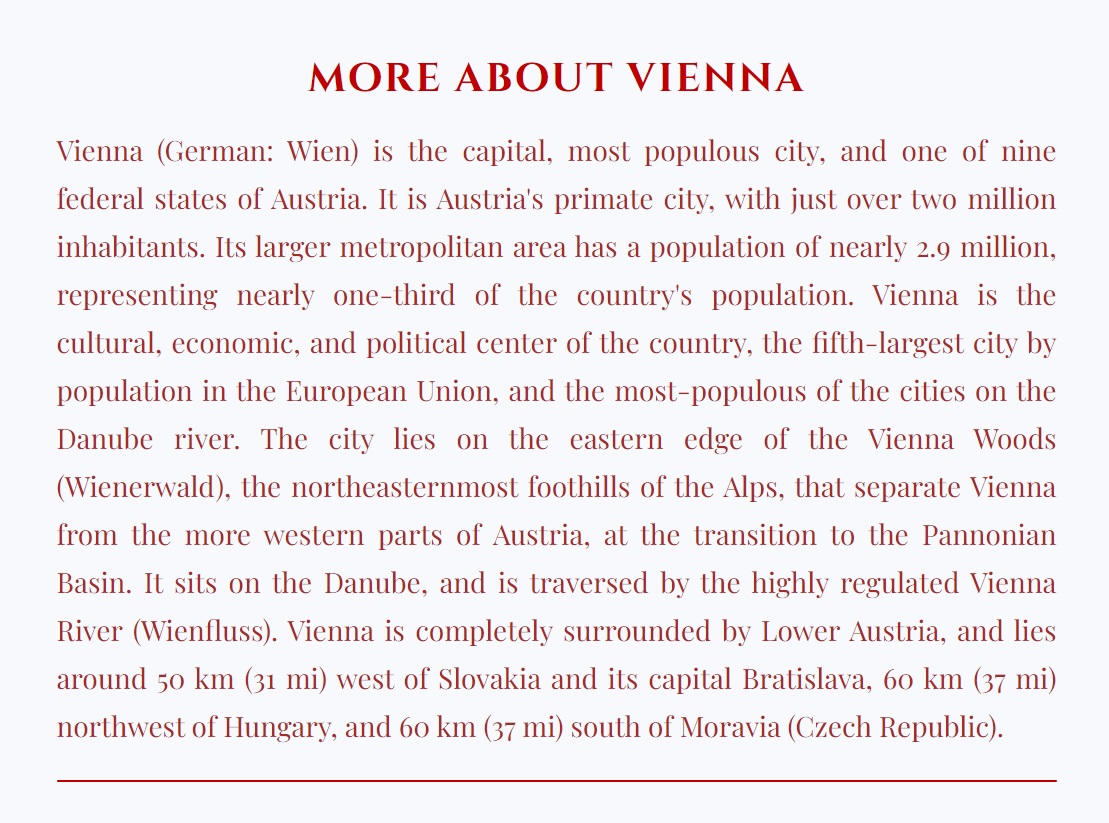 MORE ABOUT VIENNA
Vienna (German: Wien) is the capital, most populous city, and one of nine
federal states of Austria. It is Austria's primate city, with just over two million
inhabitants. Its larger metropolitan area has a population of nearly 2.9 million,
representing nearly one-third of the country's population. Vienna is the
cultural, economic, and political center of the country, the fifth-largest city by
population in the European Union, and the most-populous of the cities on the
Danube river. The city lies on the eastern edge of the Vienna Woods
(Wienerwald), the northeasternmost foothills of the Alps, that separate Vienna
from the more western parts of Austria, at the transition to the Pannonian
Basin. It sits on the Danube, and is traversed by the highly regulated Vienna
River (Wienfluss). Vienna is completely surrounded by Lower Austria, and lies
around 50 km (31 mi) west of Slovakia and its capital Bratislava, 60 km (37 mi)
northwest of Hungary, and 60 km (37 mi) south of Moravia (Czech Republic).